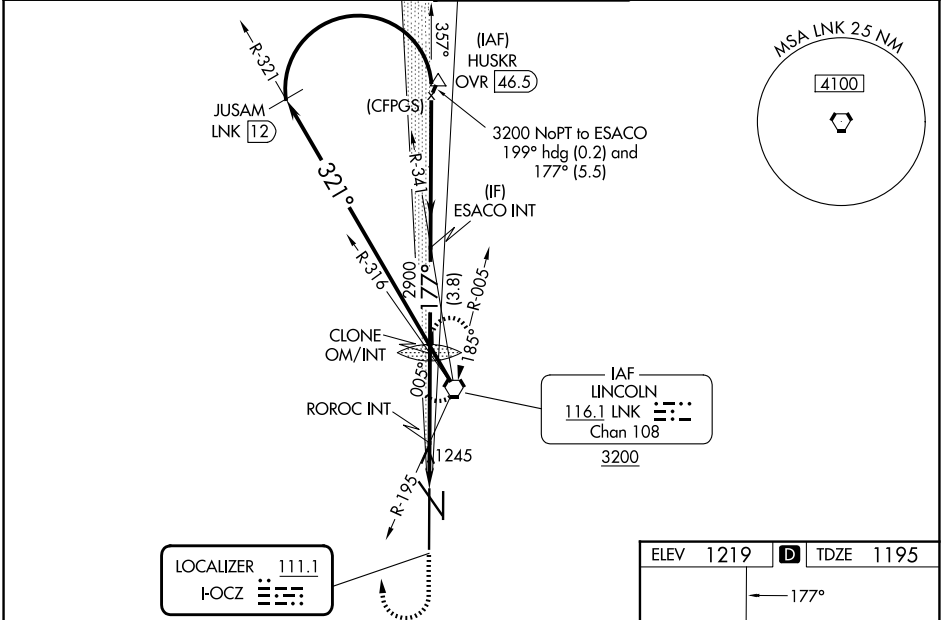 R-321
JUSAM
LNK 12
321°
R-316
357°
(IAF)
HUSKR
OVR 46.5
(CFPGS)
3200 NoPT to ESACO
199° hdg (0.2) and
177° (5.5)
R-341
(IF)
ESACO INT
2900
177°
(3.8)
R-005
185°
CLONE
OM/INT
005°
ROROC INT
1245
R-195
MSA LNK 25 NM
4100
IAF
LINCOLN
116.1 LNK
Chan 108
3200
LOCALIZER 111.1
I-OCZ
ELEV 1219 D TDZE 1195
177°